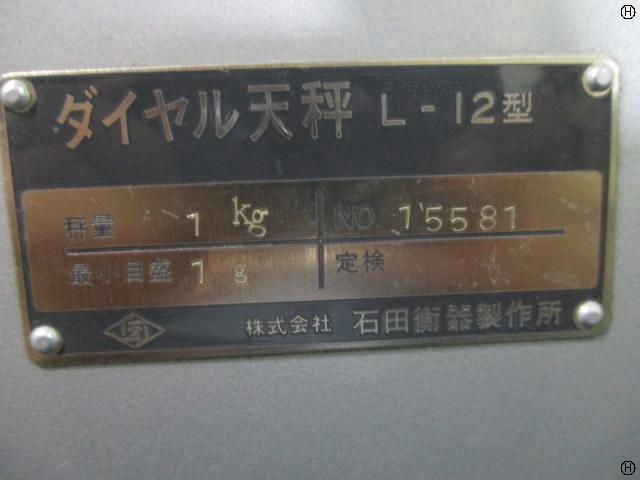 ダイヤル天秤 L-12型
秤量 1 kg NO 15581
最小目盛 1 g 定検
株式会社 石田衡器製作所